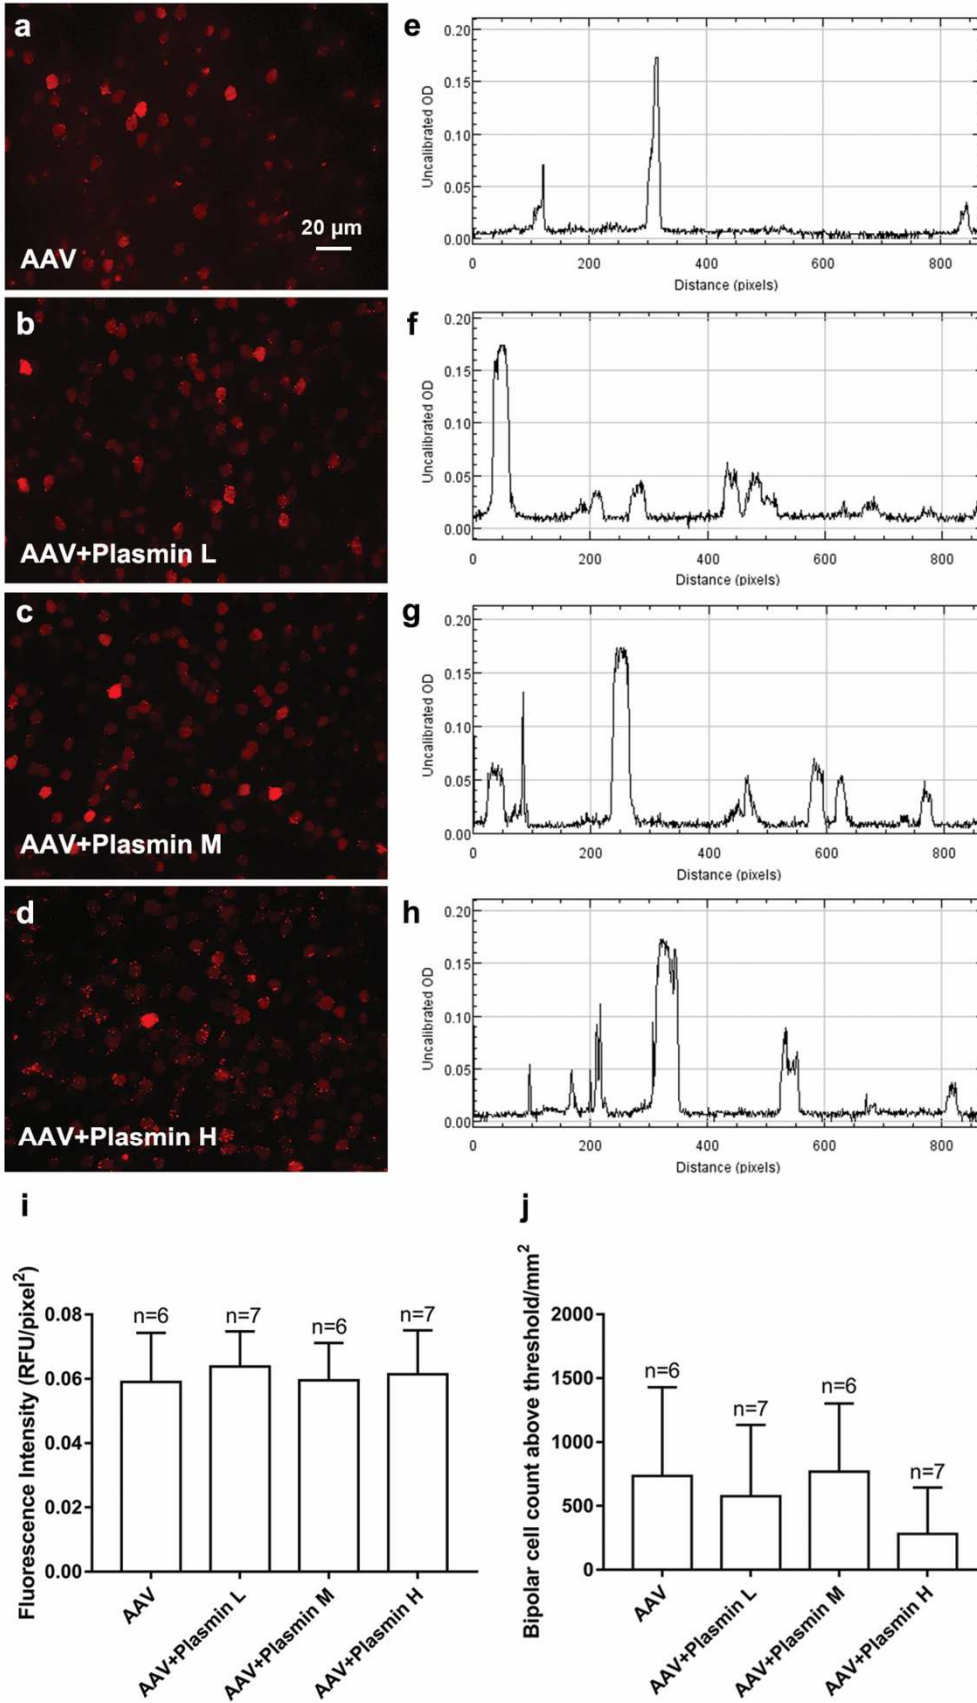 a
20 µm
AAV
b
AAV+Plasmin L
c
AAV+Plasmin M
d
AAV+Plasmin H
e
Uncalibrated OD
0.20
0.15
0.10
0.05
0.00
0 200 400 600 800
Distance (pixels)
f
Uncalibrated OD
0.20
0.15
0.10
0.05
0.00
0 200 400 600 800
Distance (pixels)
g
Uncalibrated OD
0.20
0.15
0.10
0.05
0.00
0 200 400 600 800
Distance (pixels)
h
Uncalibrated OD
0.20
0.15
0.10
0.05
0.00
0 200 400 600 800
Distance (pixels)
i
Fluorescence Intensity (RFU/pixel²)
0.08
0.06
0.04
0.02
0.00
n=6 n=7 n=6 n=7
AAV
AAV+Plasmin L
AAV+Plasmin M
AAV+Plasmin H
j
Bipolar cell count above threshold/mm²
2000
1500
1000
500
0
n=6 n=7 n=6 n=7
AAV
AAV+Plasmin L
AAV+Plasmin M
AAV+Plasmin H